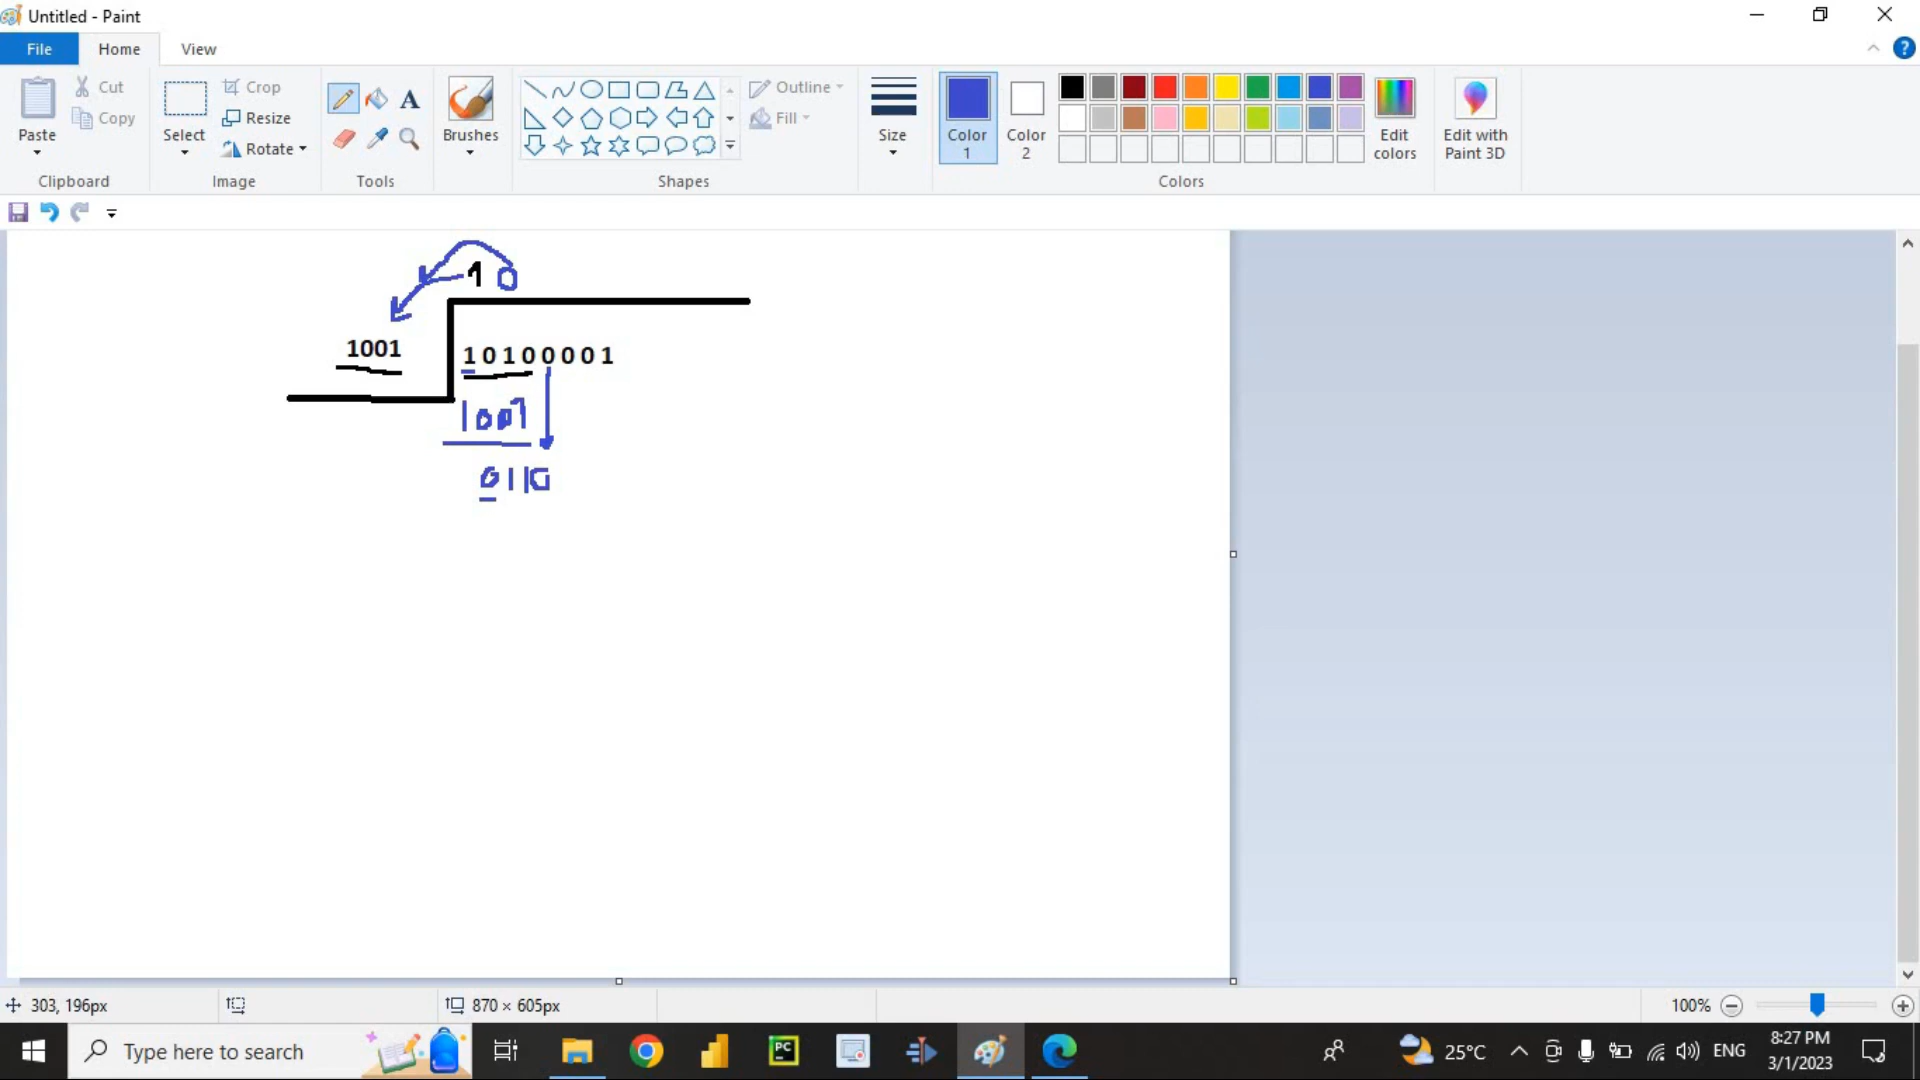 Untitled - Paint
File Home View
Paste Cut Copy Clipboard
Select Crop Resize Rotate Image
A Tools
Brushes
Shapes Outline Fill
Size
Color 1 Color 2 Edit colors Colors
Edit with Paint 3D
1 0
1001 10100001
1001
0110
303, 196px 870 × 605px 100%
Type here to search PC 25°C ENG 8:27 PM 3/1/2023